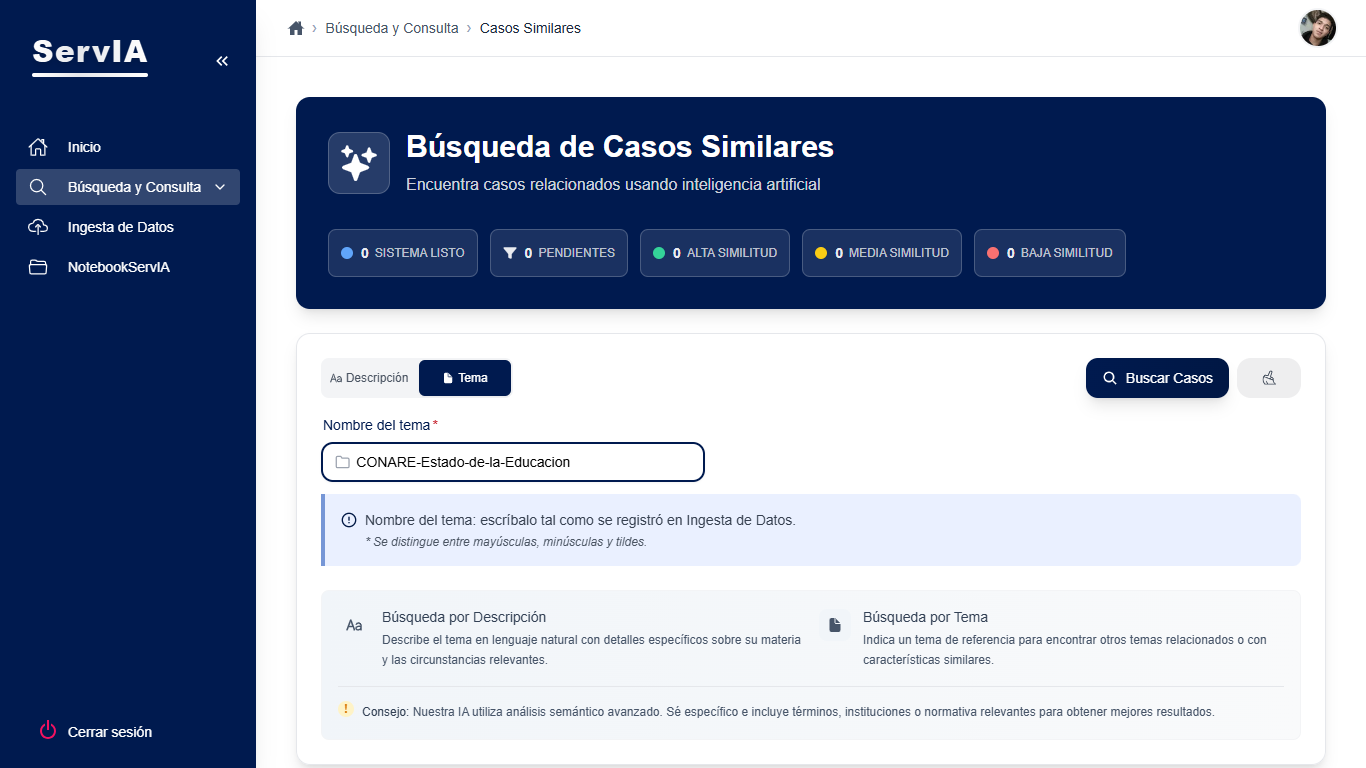 ServIA
Inicio
Búsqueda y Consulta
Ingesta de Datos
NotebookServIA
Cerrar sesión
Búsqueda y Consulta › Casos Similares
Búsqueda de Casos Similares
Encuentra casos relacionados usando inteligencia artificial
0 SISTEMA LISTO
0 PENDIENTES
0 ALTA SIMILITUD
0 MEDIA SIMILITUD
0 BAJA SIMILITUD
Aa Descripción
Tema
Buscar Casos
Nombre del tema *
CONARE-Estado-de-la-Educacion
Nombre del tema: escríbalo tal como se registró en Ingesta de Datos.
* Se distingue entre mayúsculas, minúsculas y tildes.
Aa
Búsqueda por Descripción
Describe el tema en lenguaje natural con detalles específicos sobre su materia
y las circunstancias relevantes.
Búsqueda por Tema
Indica un tema de referencia para encontrar otros temas relacionados o con
características similares.
Consejo: Nuestra IA utiliza análisis semántico avanzado. Sé específico e incluye términos, instituciones o normativa relevantes para obtener mejores resultados.